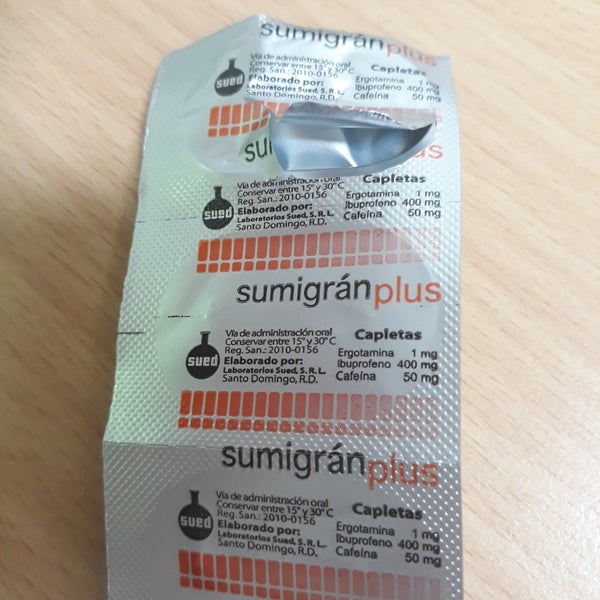 sumigránplus
Vía de administración oral
Conservar entre 15° y 30° C
Reg. San.: 2010-0156
Elaborado por:
Laboratorios Sued, S.R.L.
Santo Domingo, R.D.
sued
Capletas
Ergotamina 1 mg
Ibuprofeno 400 mg
Cafeína 50 mg
Vía de administración oral
Conservar entre 15° y 30° C
Reg. San.: 2010-0156
Elaborado por:
Laboratorios Sued, S.R.L.
Santo Domingo, R.D.
sued
Capletas
Ergotamina 1 mg
Ibuprofeno 400 mg
Cafeína 50 mg
sumigránplus
Vía de administración oral
Conservar entre 15° y 30° C
Reg. San.: 2010-0156
Elaborado por:
Laboratorios Sued, S.R.L.
Santo Domingo, R.D.
sued
Capletas
Ergotamina 1 mg
Ibuprofeno 400 mg
Cafeína 50 mg
sumigránplus
Vía de administración oral
Conservar entre 15° y 30° C
Reg. San.: 2010-0156
Elaborado por:
Laboratorios Sued, S.R.L.
Santo Domingo, R.D.
sued
Capletas
Ergotamina 1 mg
Ibuprofeno 400 mg
Cafeína 50 mg